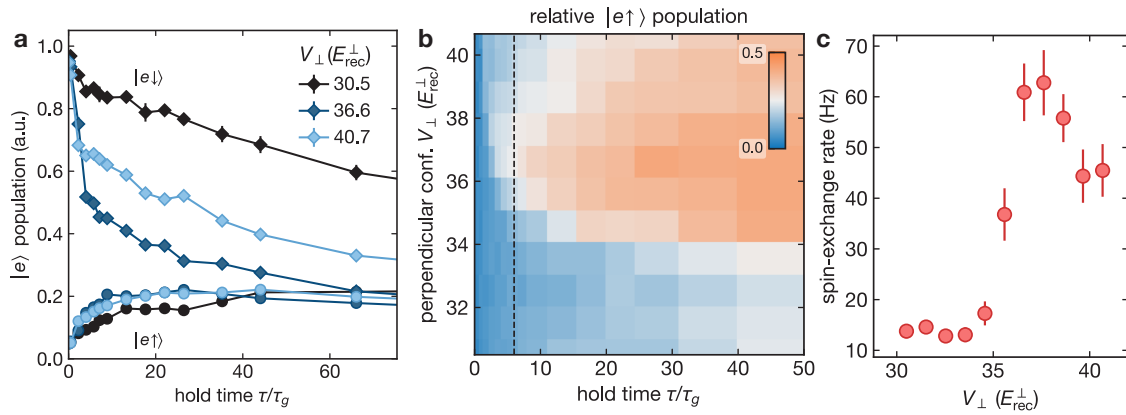 relative |e↑⟩ population
a
b
c
1.0
0.8
0.6
0.4
0.2
0.0
|e⟩ population (a.u.)
|e↓⟩
V⊥(E⊥rec)
30.5
36.6
40.7
|e↑⟩
0
20
40
60
hold time τ/τg
40
38
36
34
32
perpendicular conf. V⊥ (E⊥rec)
0.5
0.0
0
10
20
30
40
50
hold time τ/τg
70
60
50
40
30
20
10
spin-exchange rate (Hz)
30
35
40
V⊥ (E⊥rec)